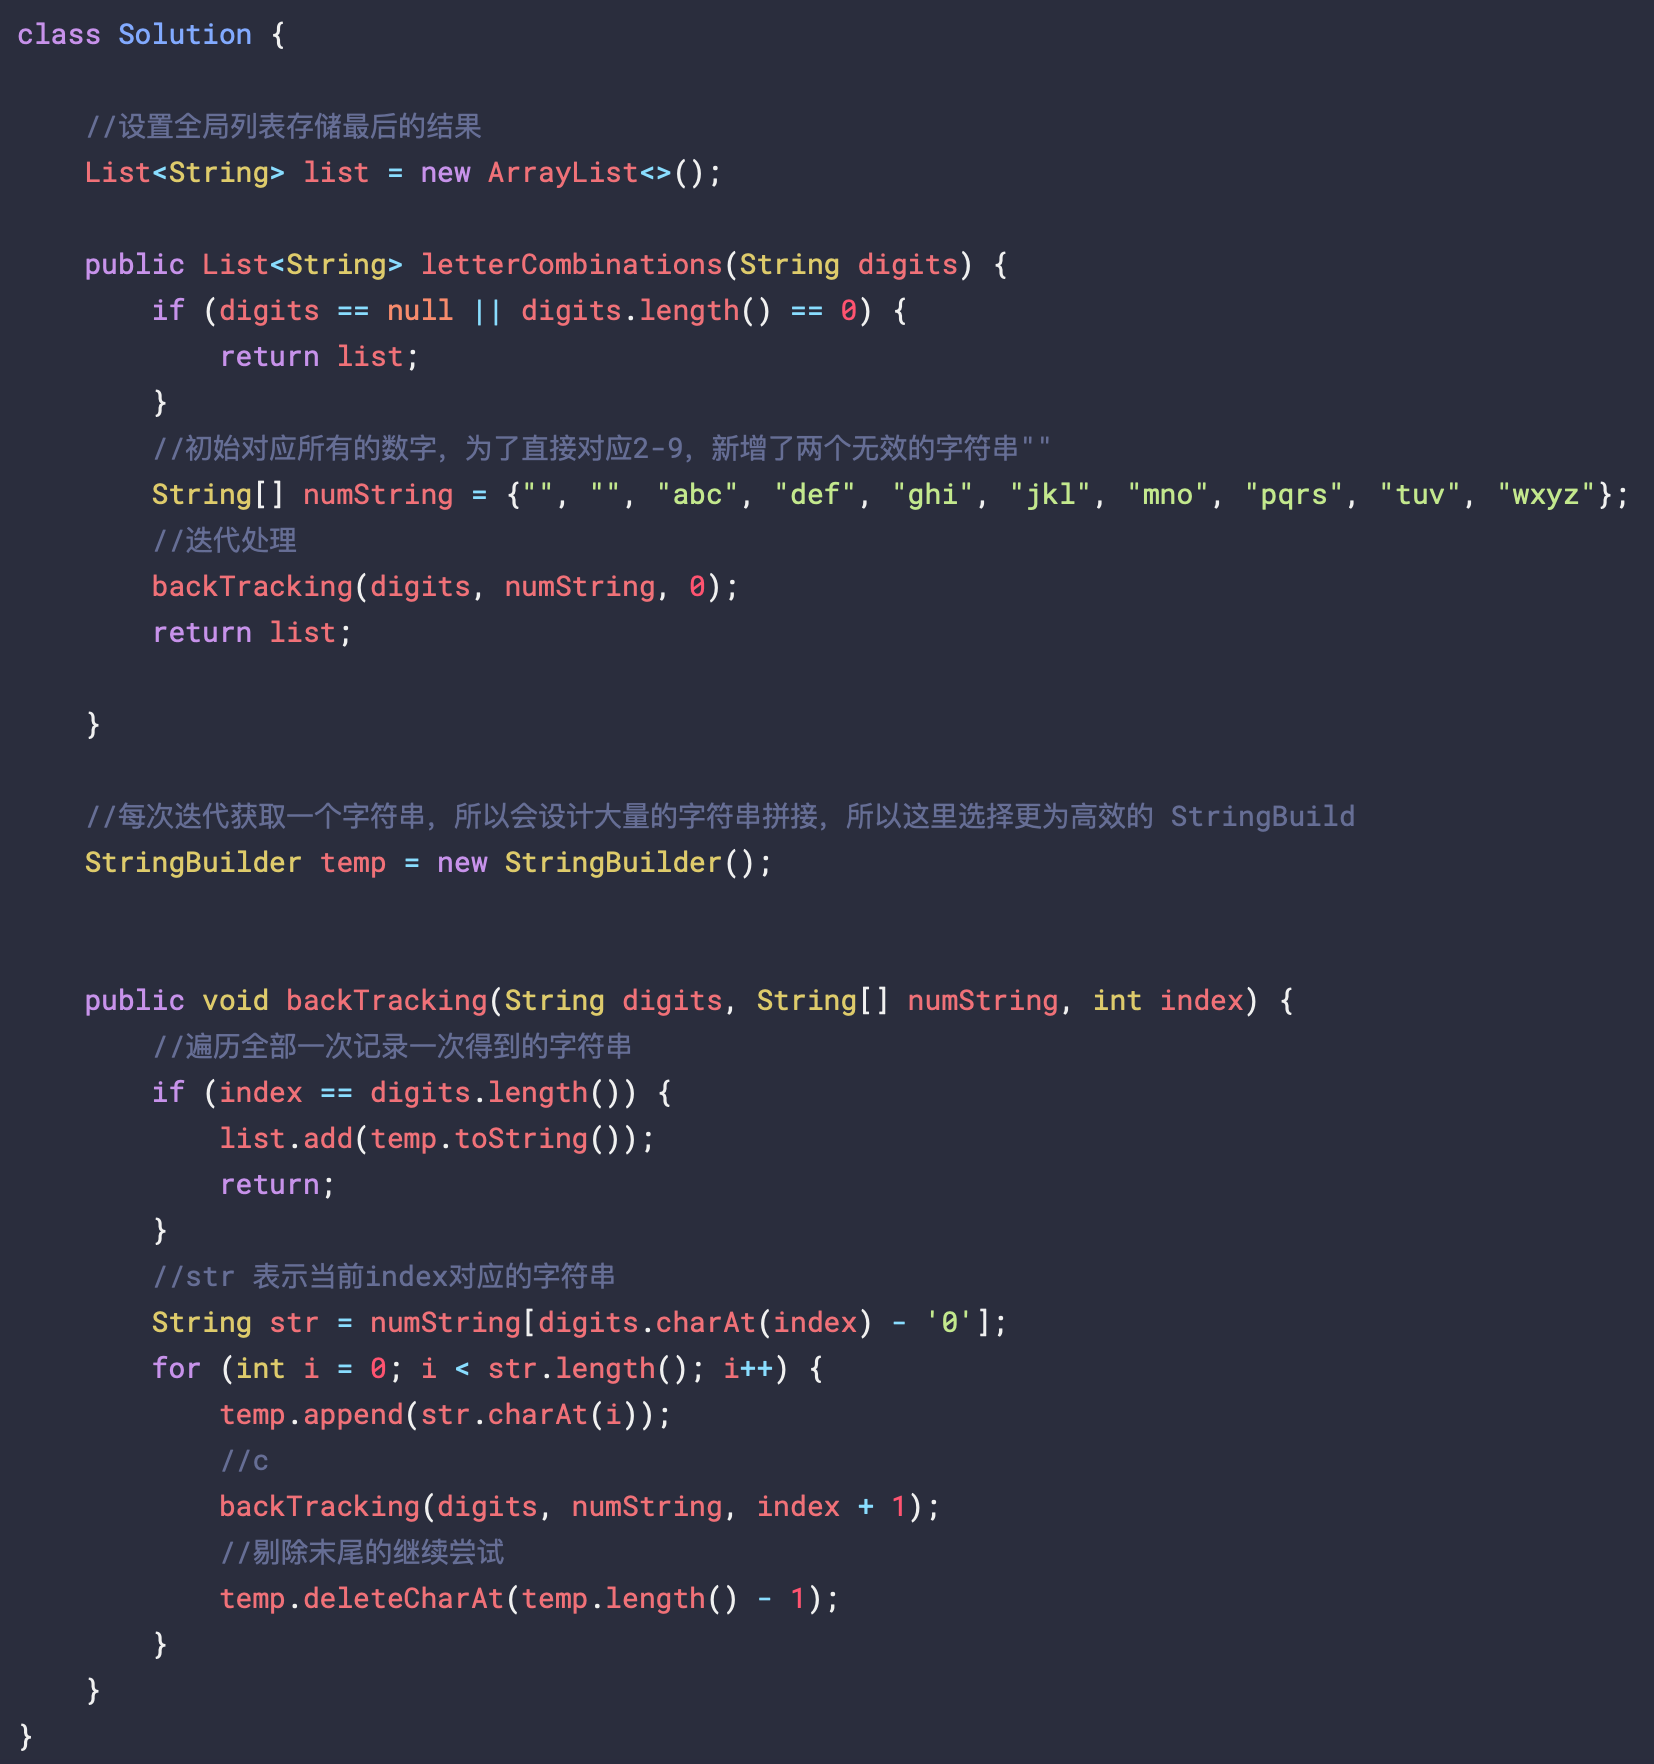 class Solution {
    //设置全局列表存储最后的结果
    List<String> list = new ArrayList<>();
    public List<String> letterCombinations(String digits) {
        if (digits == null || digits.length() == 0) {
            return list;
        }
        //初始对应所有的数字，为了直接对应2-9，新增了两个无效的字符串""
        String[] numString = {"", "", "abc", "def", "ghi", "jkl", "mno", "pqrs", "tuv", "wxyz"};
        //迭代处理
        backTracking(digits, numString, 0);
        return list;
    }
    //每次迭代获取一个字符串，所以会设计大量的字符串拼接，所以这里选择更为高效的 StringBuild
    StringBuilder temp = new StringBuilder();
    public void backTracking(String digits, String[] numString, int index) {
        //遍历全部一次记录一次得到的字符串
        if (index == digits.length()) {
            list.add(temp.toString());
            return;
        }
        //str 表示当前index对应的字符串
        String str = numString[digits.charAt(index) - '0'];
        for (int i = 0; i < str.length(); i++) {
            temp.append(str.charAt(i));
            //c
            backTracking(digits, numString, index + 1);
            //剔除末尾的继续尝试
            temp.deleteCharAt(temp.length() - 1);
        }
    }
}